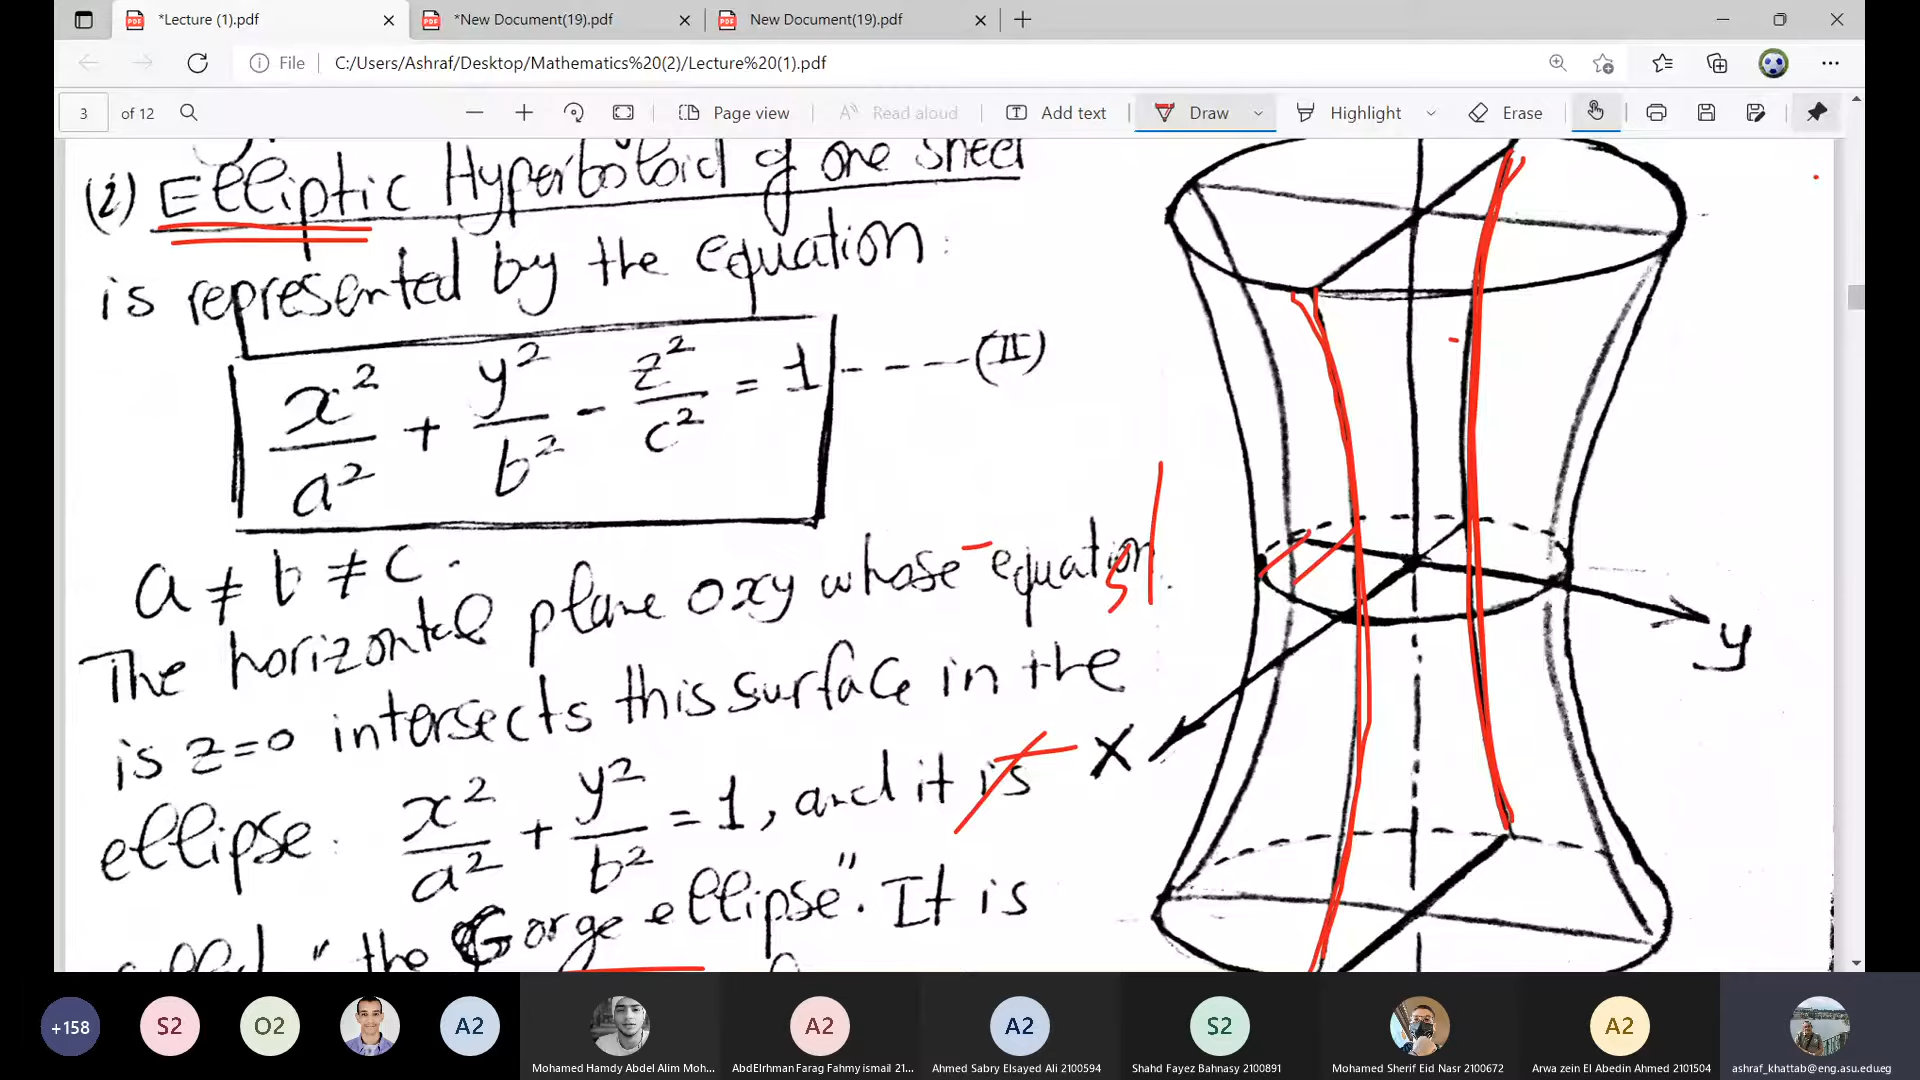 *Lecture (1).pdf
*New Document(19).pdf
New Document(19).pdf
File
C:/Users/Ashraf/Desktop/Mathematics%20(2)/Lecture%20(1).pdf
3 of 12
Page view
Read aloud
Add text
Draw
Highlight
Erase
(i) Elliptic Hyperboloid of one sheet
is represented by the equation:
x²/a² + y²/b² - z²/c² = 1 ----(II)
a ≠ b ≠ c.
The horizontal plane oxy whose equation
is z=0 intersects this surface in the
ellipse: x²/a² + y²/b² = 1, and it is
called "the Gorge ellipse". It is
y
X
+158
S2
O2
A2
A2
A2
S2
A2
Mohamed Hamdy Abdel Alim Moh...
AbdElrhman Farag Fahmy ismail 21...
Ahmed Sabry Elsayed Ali 2100594
Shahd Fayez Bahnasy 2100891
Mohamed Sherif Eid Nasr 2100672
Arwa zein El Abedin Ahmed 2101504
ashraf_khattab@eng.asu.edu.eg